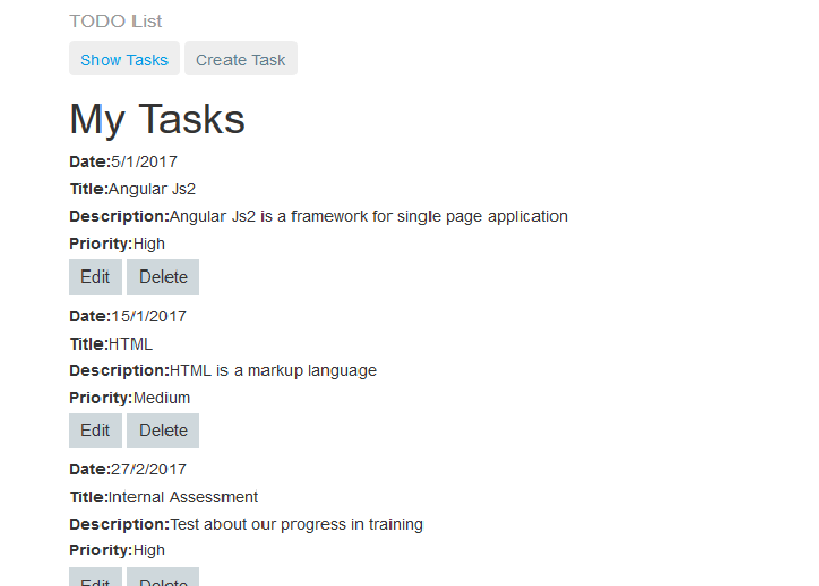 TODO List
Show Tasks Create Task
My Tasks
Date:5/1/2017
Title:Angular Js2
Description:Angular Js2 is a framework for single page application
Priority:High
Edit Delete
Date:15/1/2017
Title:HTML
Description:HTML is a markup language
Priority:Medium
Edit Delete
Date:27/2/2017
Title:Internal Assessment
Description:Test about our progress in training
Priority:High
Edit Delete